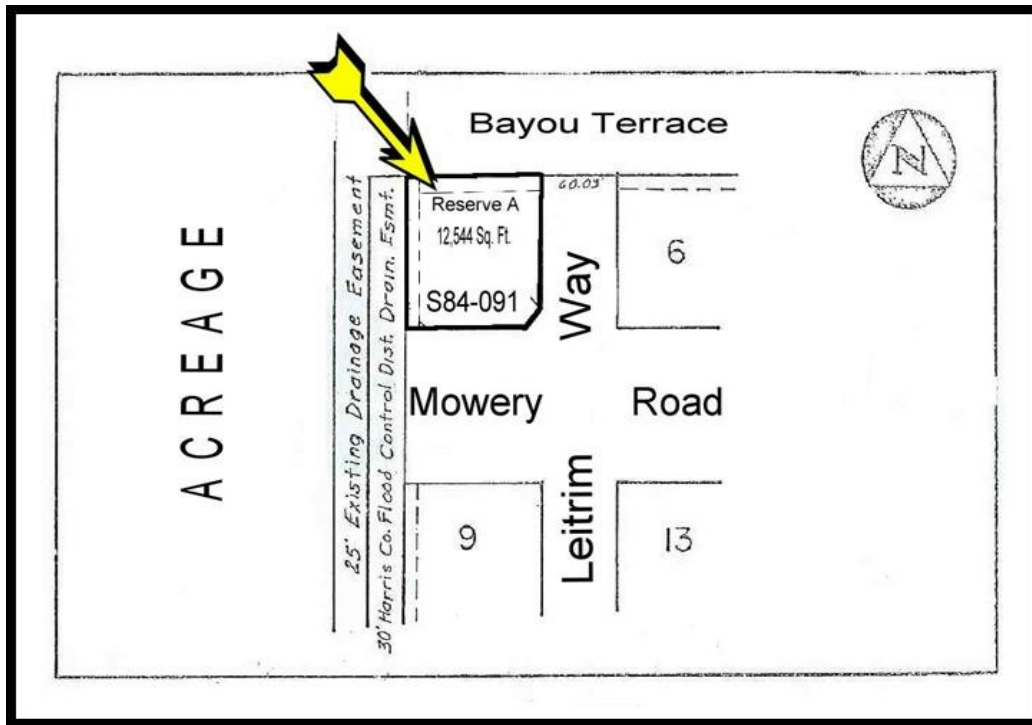 Bayou Terrace
N
60.03'
Reserve A
12,544 Sq. Ft.
S84-091
6
Way
ACREAGE
25' Existing Drainage Easement
30' Harris Co. Flood Control Dist. Drain. Esmt.
Mowery Road
Leitrim
9
13